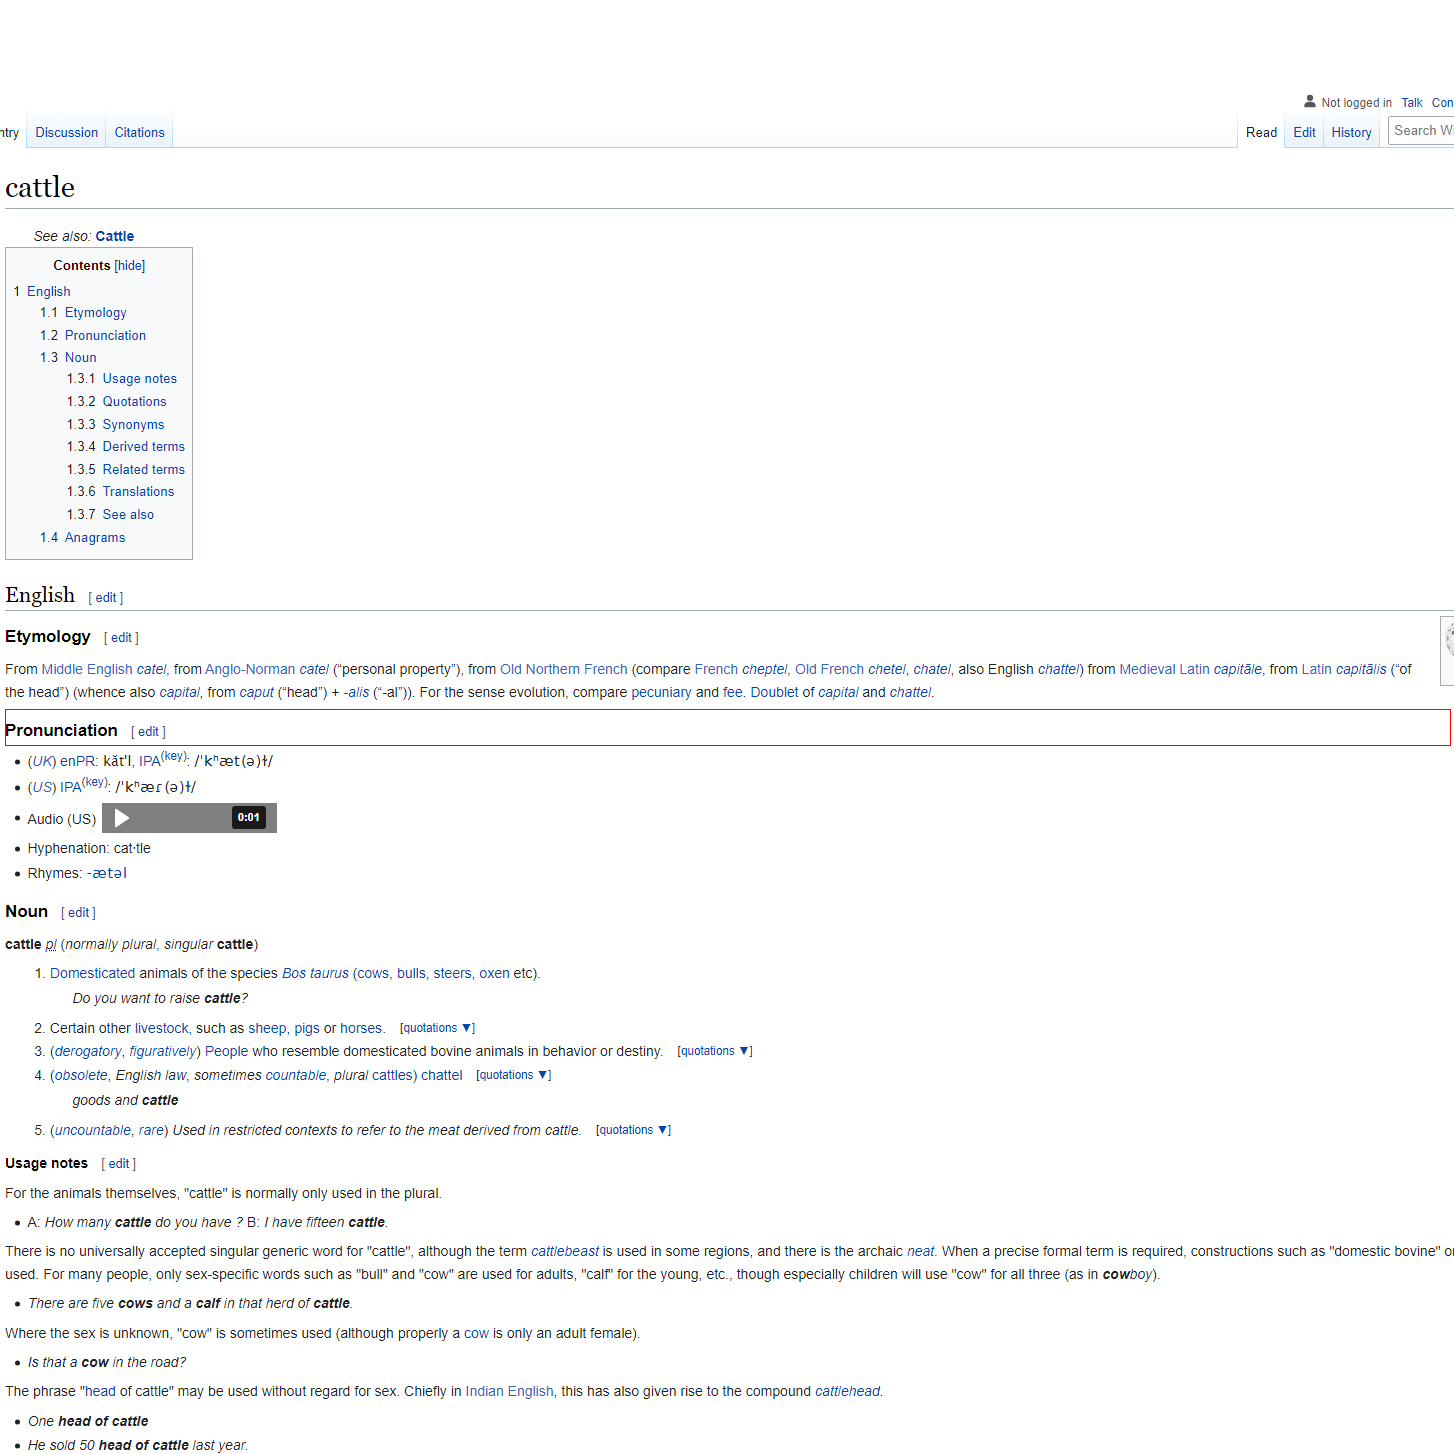 Not logged in Talk
Discussion Citations Read Edit History Search
cattle
See also: Cattle
Contents [hide]
1 English
1.1 Etymology
1.2 Pronunciation
1.3 Noun
1.3.1 Usage notes
1.3.2 Quotations
1.3.3 Synonyms
1.3.4 Derived terms
1.3.5 Related terms
1.3.6 Translations
1.3.7 See also
1.4 Anagrams
English [ edit ]
Etymology [ edit ]
From Middle English catel, from Anglo-Norman catel (“personal property”), from Old Northern French (compare French cheptel, Old French chetel, chatel, also English chattel) from Medieval Latin capitāle, from Latin capitālis (“of
the head”) (whence also capital, from caput (“head”) + -alis (“-al”)). For the sense evolution, compare pecuniary and fee. Doublet of capital and chattel.
Pronunciation [ edit ]
• (UK) enPR: kătˈl, IPA(key): /ˈkʰæt(ə)ɫ/
• (US) IPA(key): /ˈkʰæɾ(ə)ɫ/
• Audio (US) 0:01
• Hyphenation: cat‧tle
• Rhymes: -ætəl
Noun [ edit ]
cattle pl (normally plural, singular cattle)
1. Domesticated animals of the species Bos taurus (cows, bulls, steers, oxen etc).
Do you want to raise cattle?
2. Certain other livestock, such as sheep, pigs or horses. [quotations ▼]
3. (derogatory, figuratively) People who resemble domesticated bovine animals in behavior or destiny. [quotations ▼]
4. (obsolete, English law, sometimes countable, plural cattles) chattel [quotations ▼]
goods and cattle
5. (uncountable, rare) Used in restricted contexts to refer to the meat derived from cattle. [quotations ▼]
Usage notes [ edit ]
For the animals themselves, "cattle" is normally only used in the plural.
• A: How many cattle do you have ? B: I have fifteen cattle.
There is no universally accepted singular generic word for "cattle", although the term cattlebeast is used in some regions, and there is the archaic neat. When a precise formal term is required, constructions such as "domestic bovine"
used. For many people, only sex-specific words such as "bull" and "cow" are used for adults, "calf" for the young, etc., though especially children will use "cow" for all three (as in cowboy).
• There are five cows and a calf in that herd of cattle.
Where the sex is unknown, "cow" is sometimes used (although properly a cow is only an adult female).
• Is that a cow in the road?
The phrase "head of cattle" may be used without regard for sex. Chiefly in Indian English, this has also given rise to the compound cattlehead.
• One head of cattle
• He sold 50 head of cattle last year.